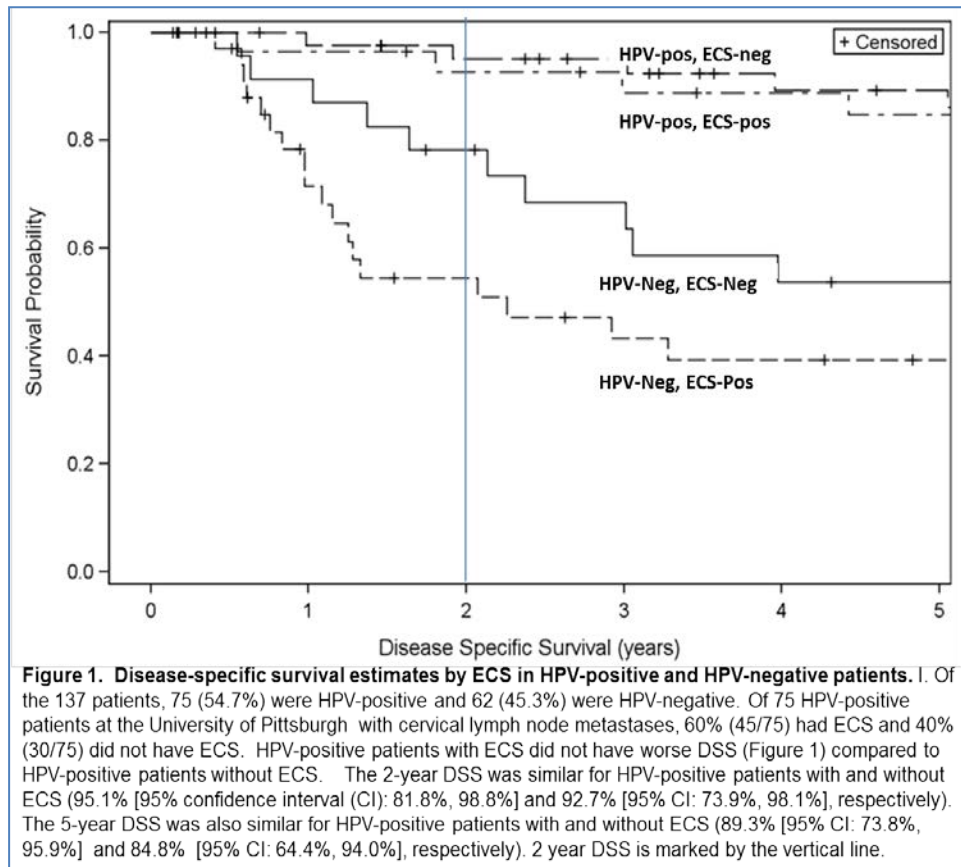 + Censored
HPV-pos, ECS-neg
HPV-pos, ECS-pos
HPV-Neg, ECS-Neg
HPV-Neg, ECS-Pos
Survival Probability
1.0
0.8
0.6
0.4
0.2
0.0
0 1 2 3 4 5
Disease Specific Survival (years)
Figure 1. Disease-specific survival estimates by ECS in HPV-positive and HPV-negative patients. I. Of
the 137 patients, 75 (54.7%) were HPV-positive and 62 (45.3%) were HPV-negative. Of 75 HPV-positive
patients at the University of Pittsburgh with cervical lymph node metastases, 60% (45/75) had ECS and 40%
(30/75) did not have ECS. HPV-positive patients with ECS did not have worse DSS (Figure 1) compared to
HPV-positive patients without ECS. The 2-year DSS was similar for HPV-positive patients with and without
ECS (95.1% [95% confidence interval (CI): 81.8%, 98.8%] and 92.7% [95% CI: 73.9%, 98.1%], respectively).
The 5-year DSS was also similar for HPV-positive patients with and without ECS (89.3% [95% CI: 73.8%,
95.9%] and 84.8% [95% CI: 64.4%, 94.0%], respectively). 2 year DSS is marked by the vertical line.